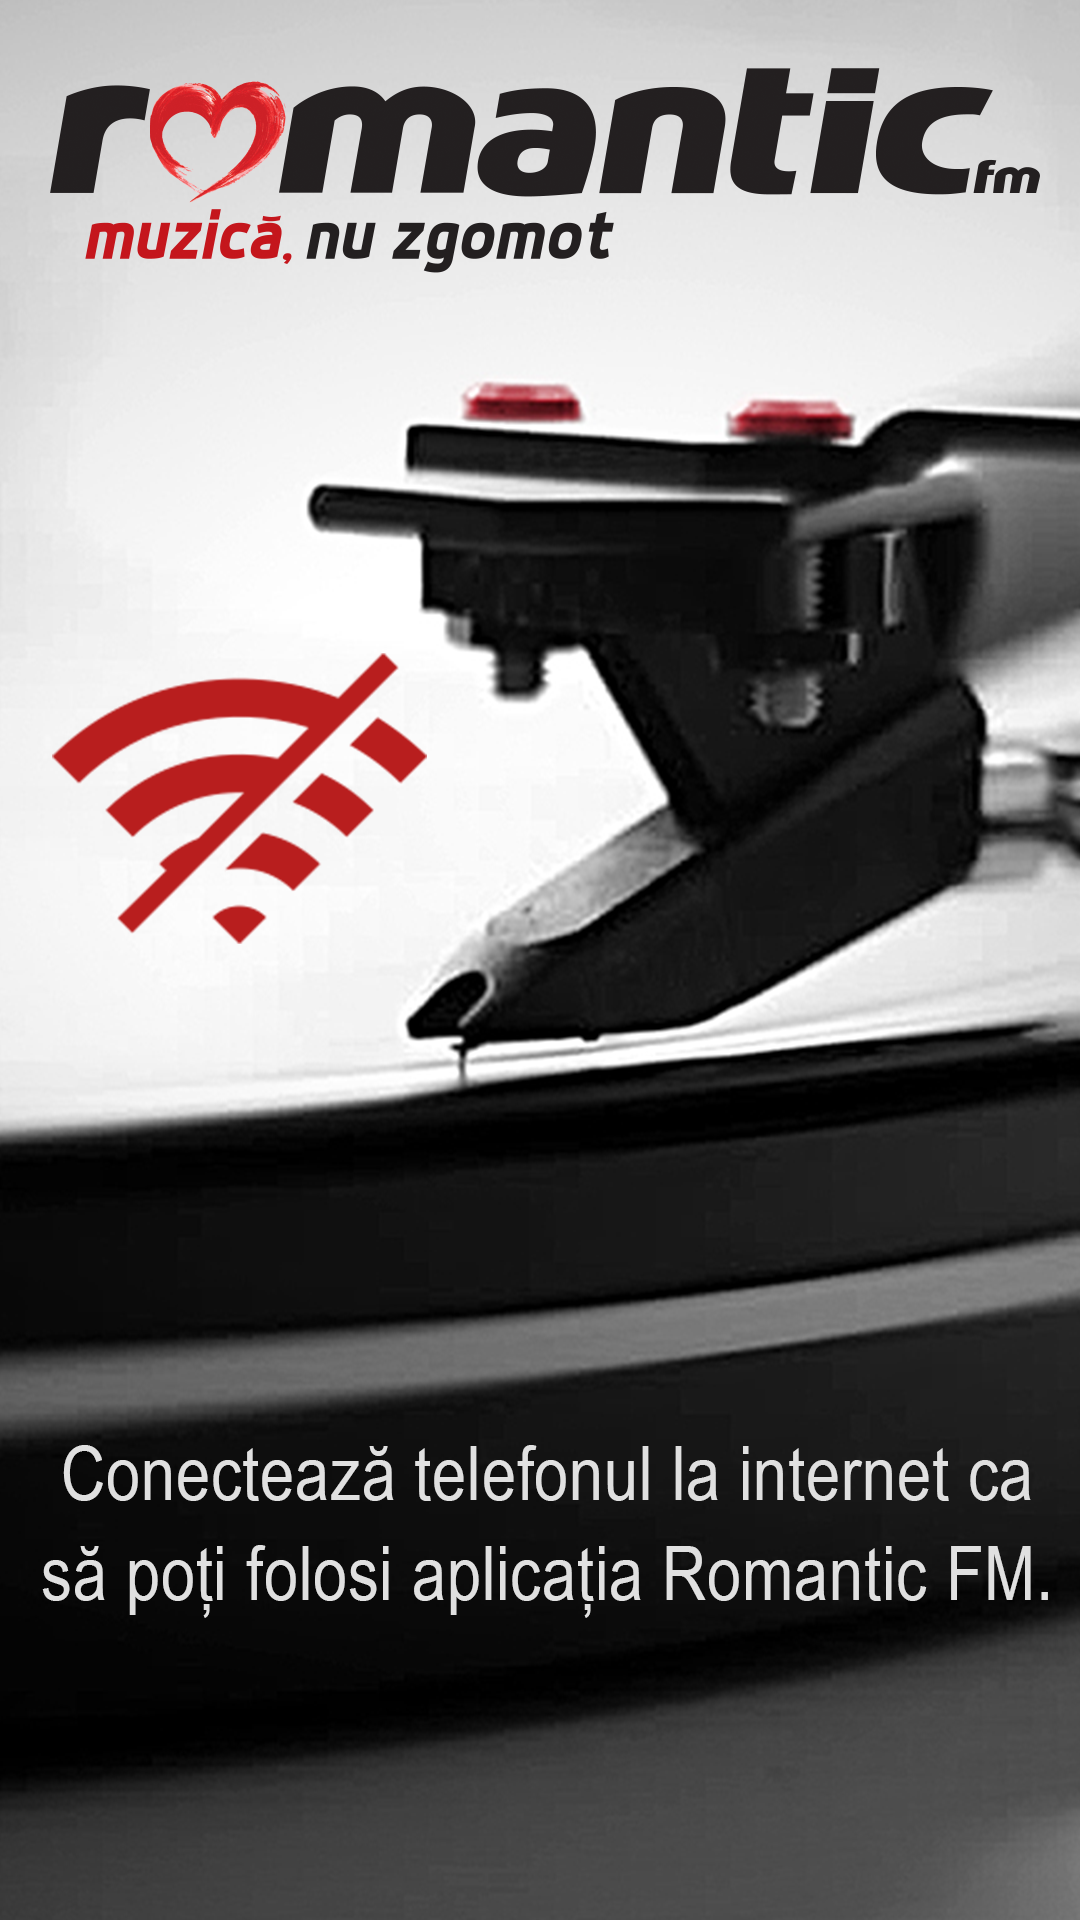 romantic fm
muzică, nu zgomot
Conectează telefonul la internet ca
să poți folosi aplicația Romantic FM.